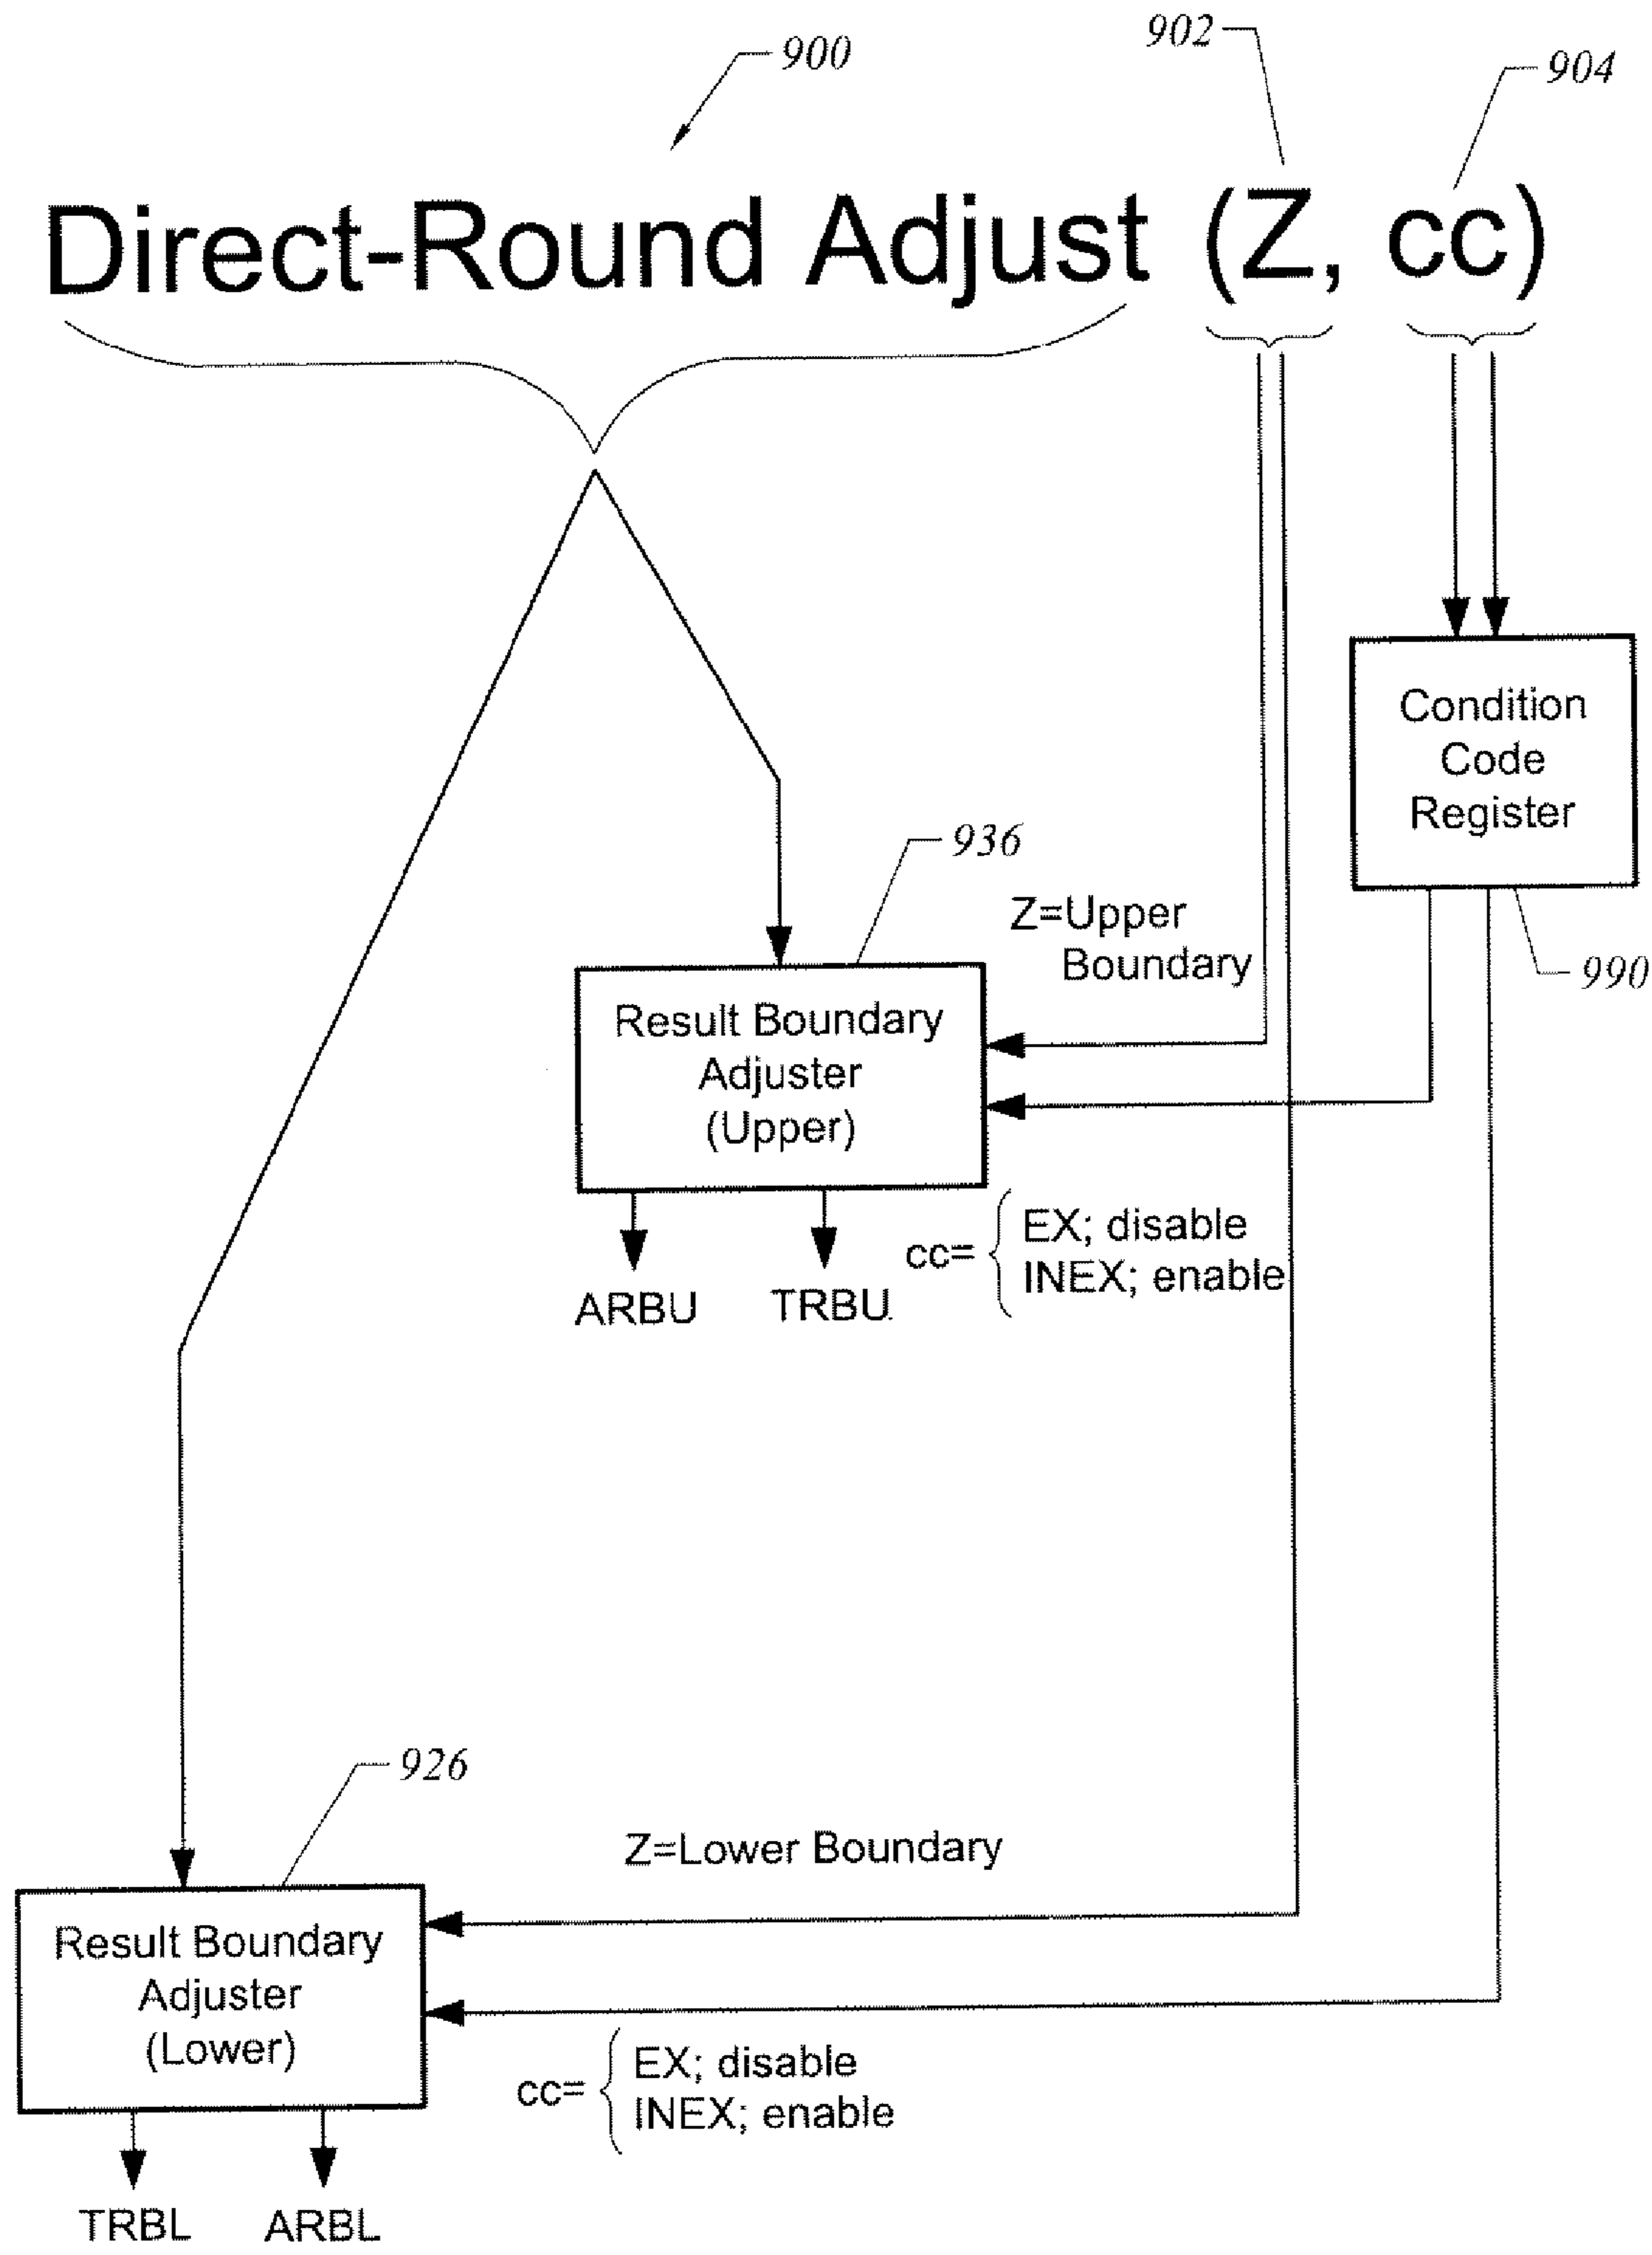 900
902
904
Direct-Round Adjust (Z, cc)
Condition
Code
Register
990
936
Z=Upper
Boundary
Result Boundary
Adjuster
(Upper)
cc=
EX; disable
INEX; enable
ARBU
TRBU
926
Z=Lower Boundary
Result Boundary
Adjuster
(Lower)
cc=
EX; disable
INEX; enable
TRBL
ARBL